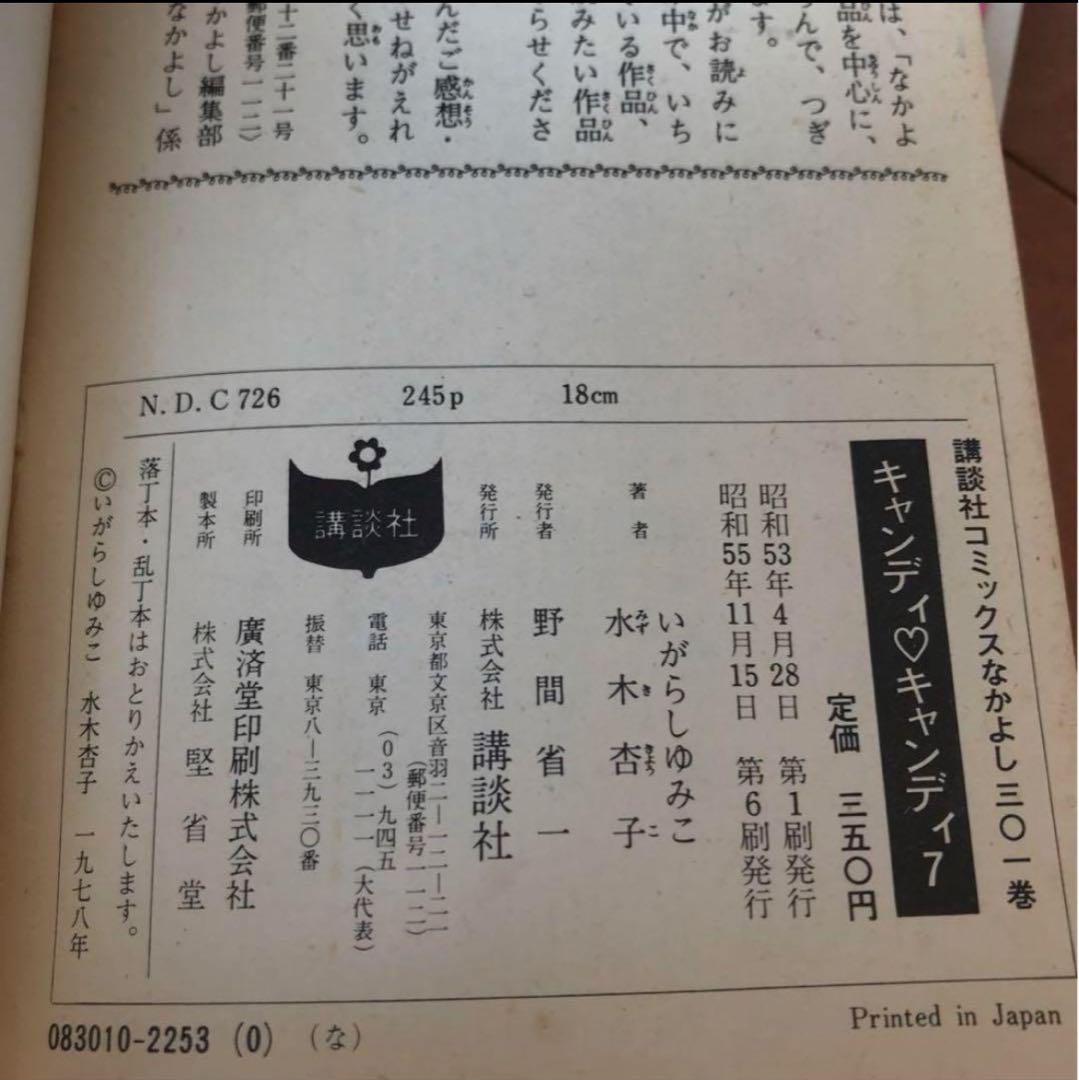 は、「なかよ
品を中心に、
んで、つぎ
ます。
がお読みに
中で、いち
いる作品、
みたい作品
らせくださ
んだご感想・
せねがえれ
く思います。
十二番二十一号
郵便番号一一二)
かよし編集部
なかよし」係
N.D.C 726 245p 18cm
講談社コミックスなかよし三〇一巻
キャンディ♡キャンディ7
定価 三五〇円
昭和53年4月28日 第1刷発行
昭和55年11月15日 第6刷発行
著者 いがらしゆみこ
水木杏子
発行者 野間省一
発行所 株式会社 講談社
東京都文京区音羽二―一二―二一
(郵便番号一一二)
電話 東京(03)九四五
一一一一(大代表)
振替 東京八―三九三〇番
講談社
印刷所 廣済堂印刷株式会社
製本所 株式会社 堅省堂
落丁本・乱丁本はおとりかえいたします。
©いがらしゆみこ 水木杏子 一九七八年
083010-2253 (0) (な)
Printed in Japan